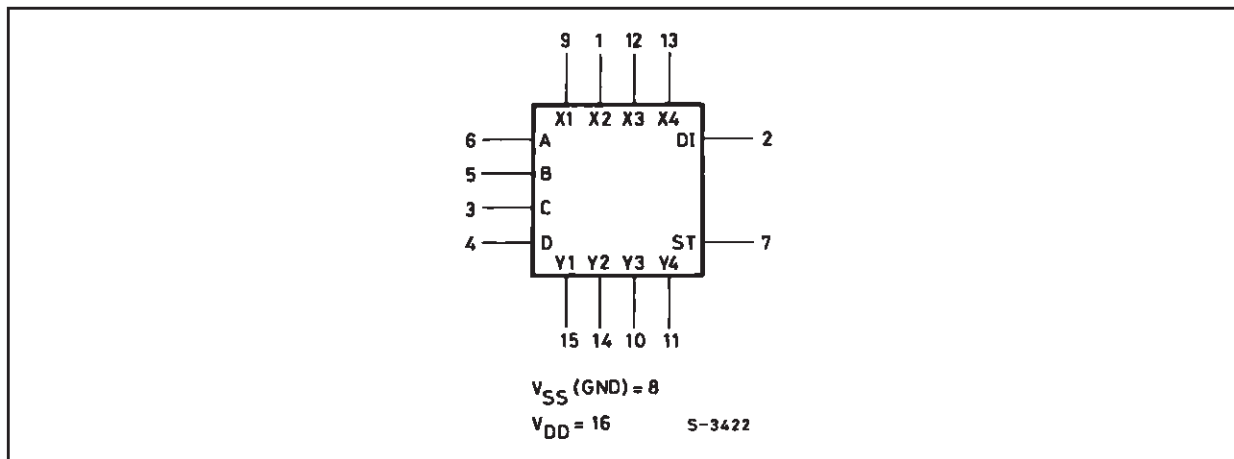 9 1 12 13
X1 X2 X3 X4
6 A DI 2
5 B
3 C
4 D ST 7
Y1 Y2 Y3 Y4
15 14 10 11
VSS (GND) = 8
VDD = 16 S-3422